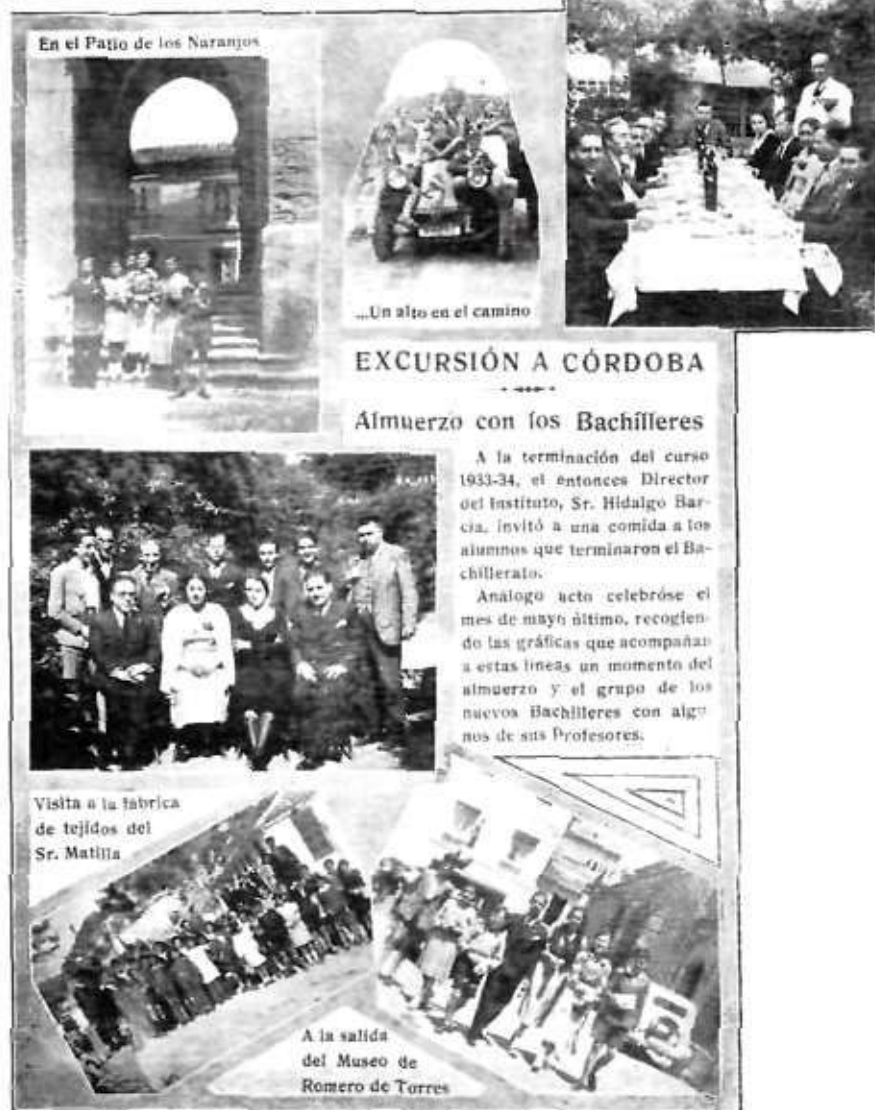 En el Patio de los Naranjos
...Un alto en el camino
EXCURSIÓN A CÓRDOBA
Almuerzo con los Bachilleres
A la terminación del curso
1933-34, el entonces Director
del Instituto, Sr. Hidalgo Bar-
cia, invitó a una comida a los
alumnos que terminaron el Ba-
chillerato.
Análogo acto celebróse el
mes de mayo último, recogien-
do las gráficas que acompañan
a estas líneas un momento del
almuerzo y el grupo de los
nuevos Bachilleres con algu-
nos de sus Profesores.
Visita a la fábrica
de tejidos del
Sr. Matilla
A la salida
del Museo de
Romero de Torres